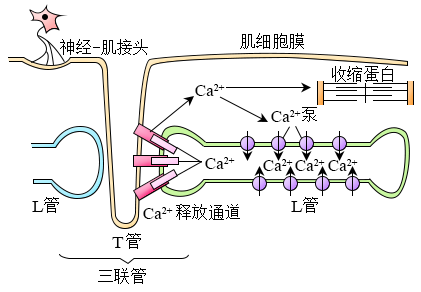 神经-肌接头
肌细胞膜
收缩蛋白
Ca²⁺
Ca²⁺泵
Ca²⁺
Ca²⁺ Ca²⁺ Ca²⁺
L管
Ca²⁺ 释放通道
L管
T管
三联管